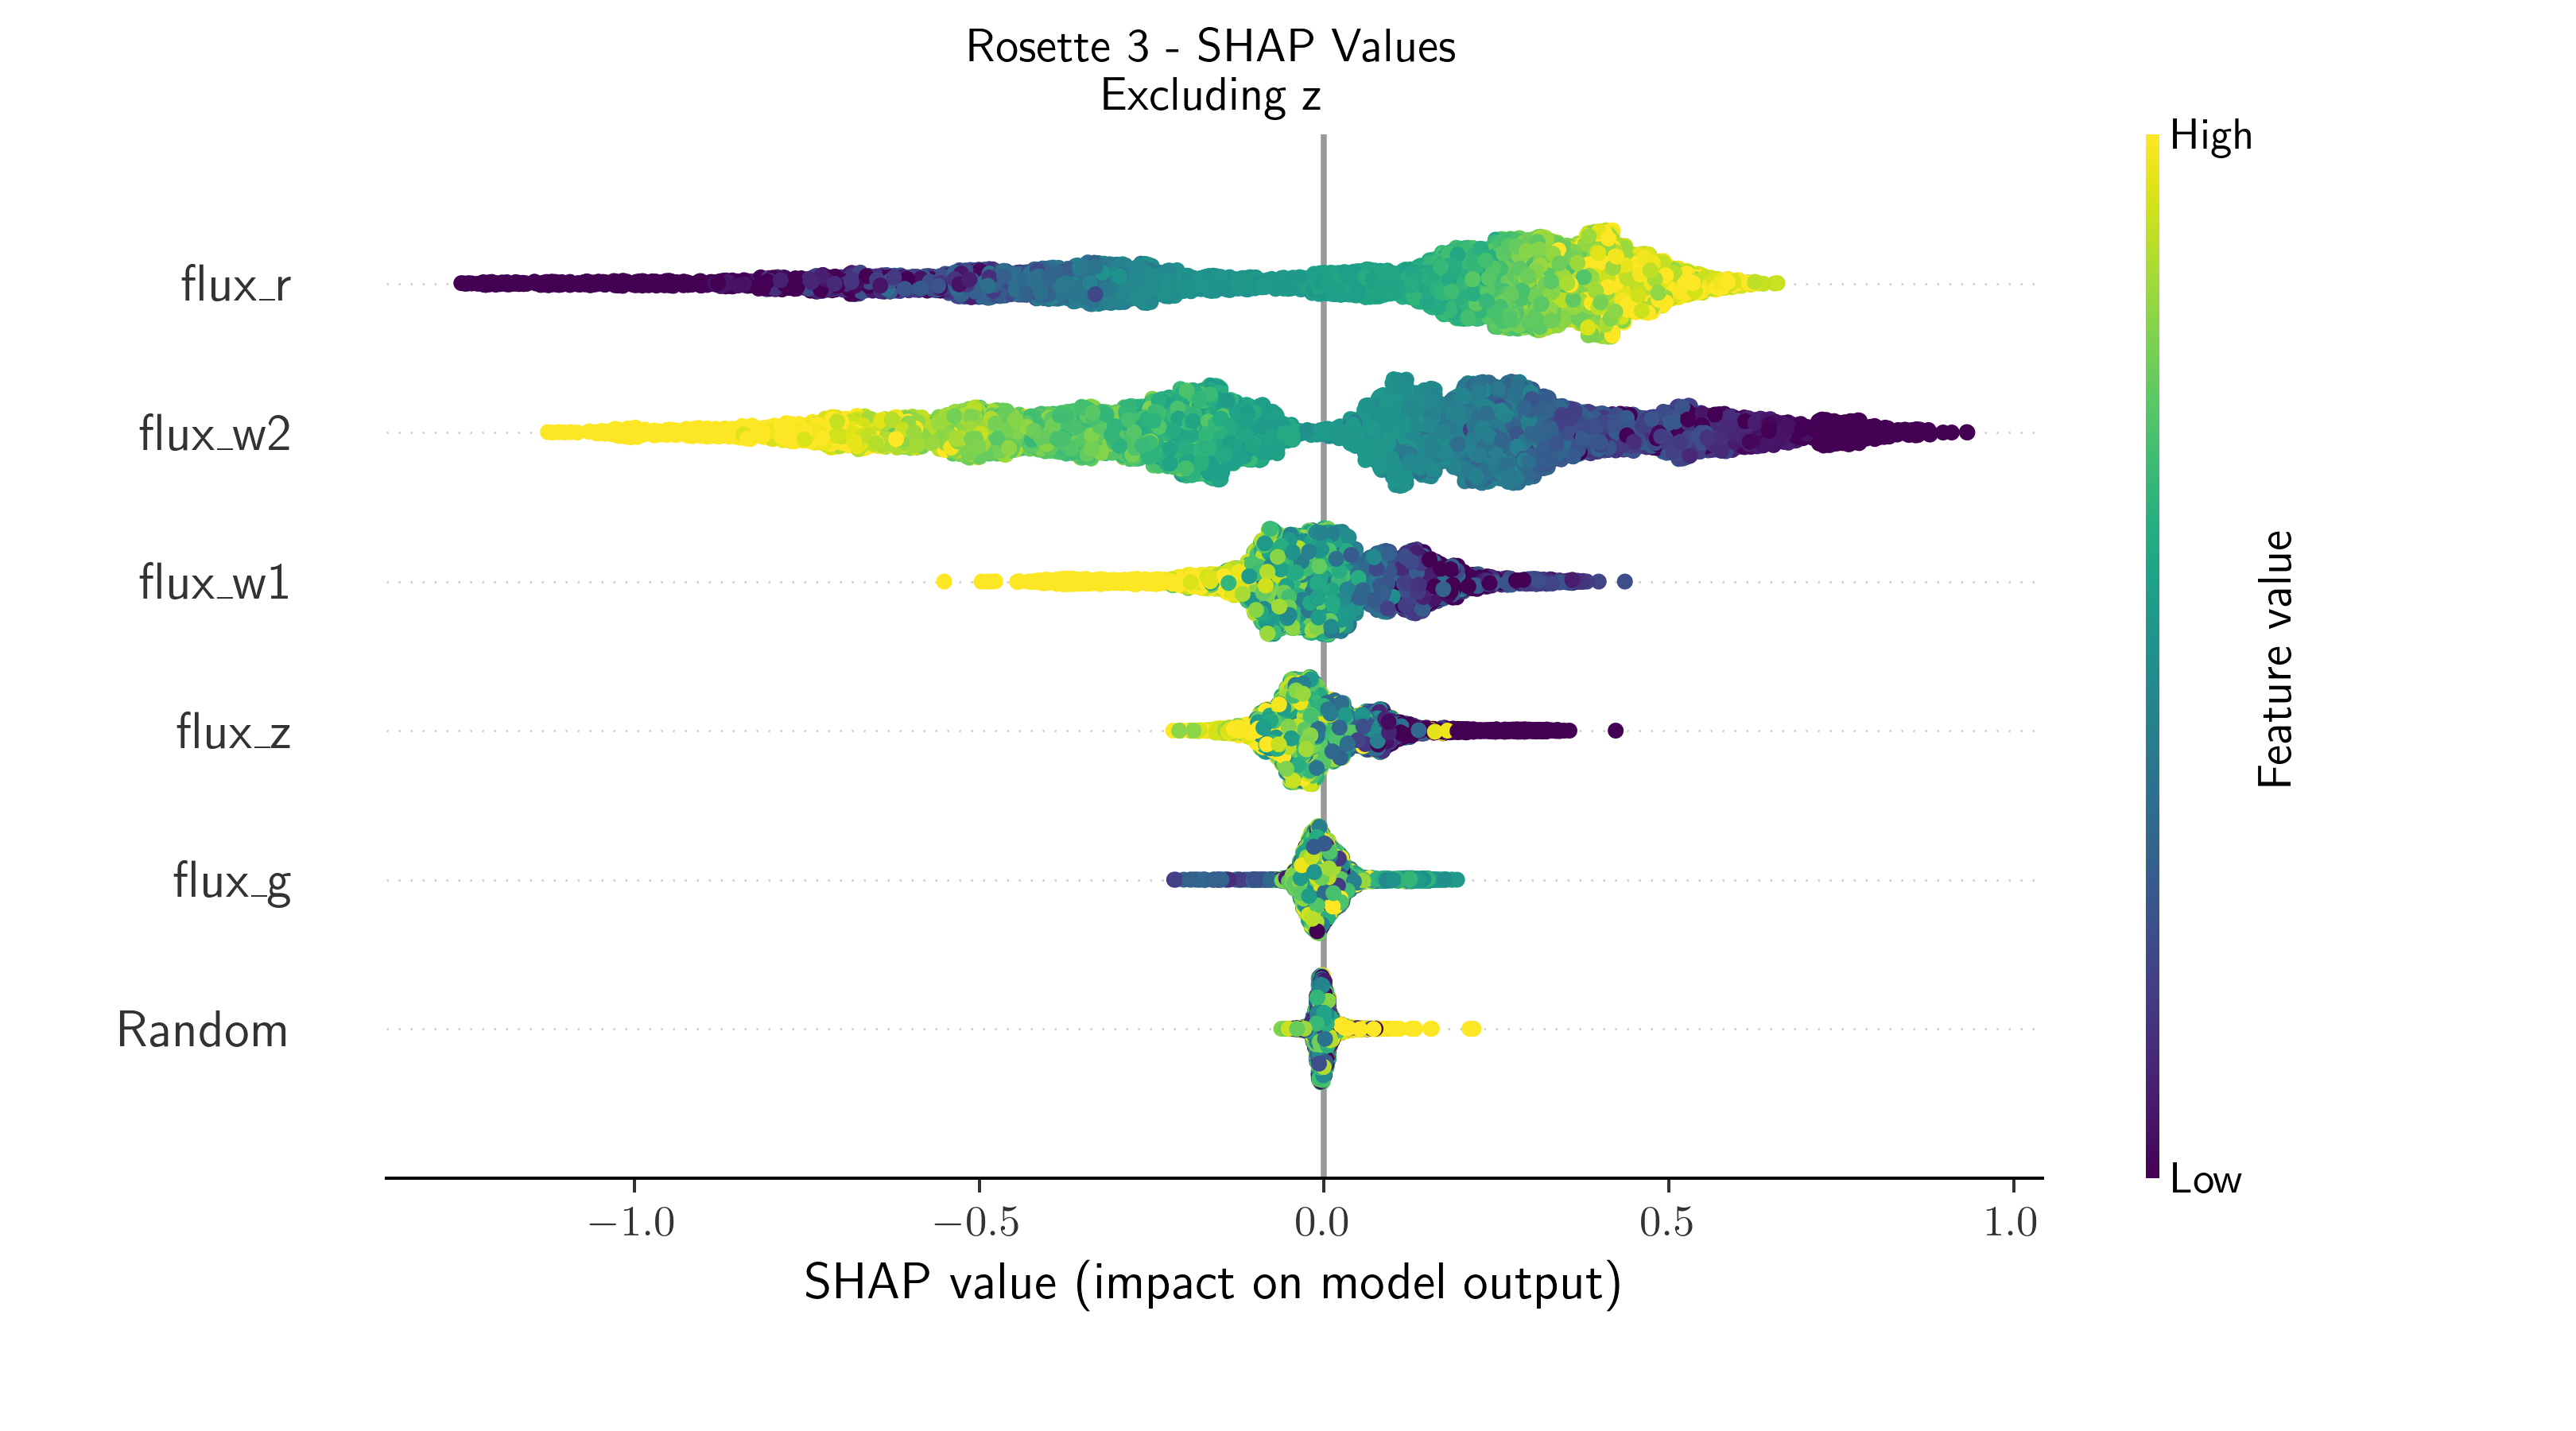 Rosette 3 - SHAP Values
Excluding z
High
flux_r
flux_w2
flux_w1
flux_z
flux_g
Random
Feature value
Low
−1.0
−0.5
0.0
0.5
1.0
SHAP value (impact on model output)